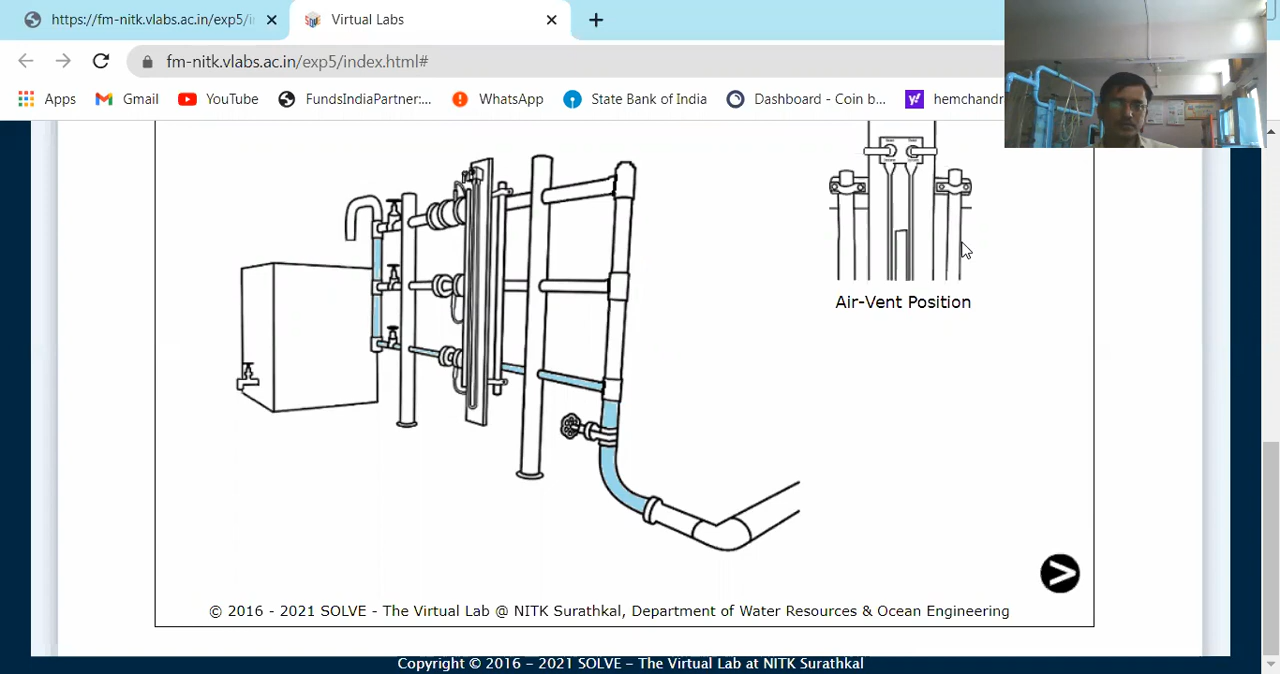 https://fm-nitk.vlabs.ac.in/exp5/i
Virtual Labs
fm-nitk.vlabs.ac.in/exp5/index.html#
Apps Gmail YouTube FundsIndiaPartner:... WhatsApp State Bank of India Dashboard - Coin b... hemchandr
Air-Vent Position
© 2016 - 2021 SOLVE - The Virtual Lab @ NITK Surathkal, Department of Water Resources & Ocean Engineering
Copyright © 2016 - 2021 SOLVE - The Virtual Lab at NITK Surathkal